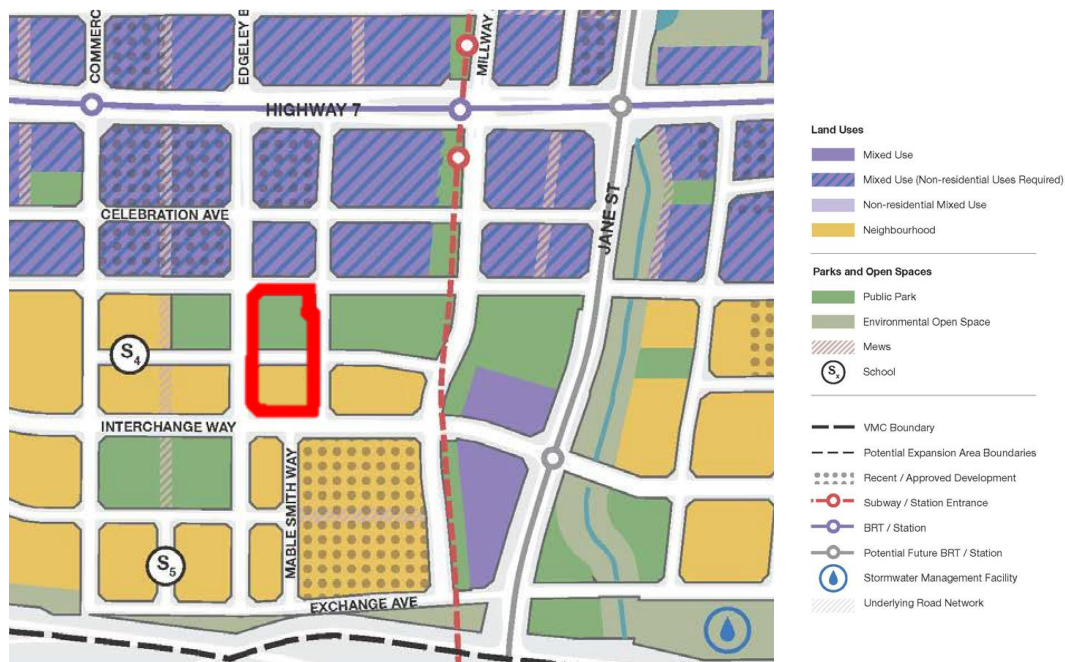 COMMERC
EDGELEY B
MILLWAY
HIGHWAY 7
CELEBRATION AVE
JANE ST
S4
INTERCHANGE WAY
MABLE SMITH WAY
S5
EXCHANGE AVE
Land Uses
Mixed Use
Mixed Use (Non-residential Uses Required)
Non-residential Mixed Use
Neighbourhood
Parks and Open Spaces
Public Park
Environmental Open Space
Mews
Sx School
VMC Boundary
Potential Expansion Area Boundaries
Recent / Approved Development
Subway / Station Entrance
BRT / Station
Potential Future BRT / Station
Stormwater Management Facility
Underlying Road Network